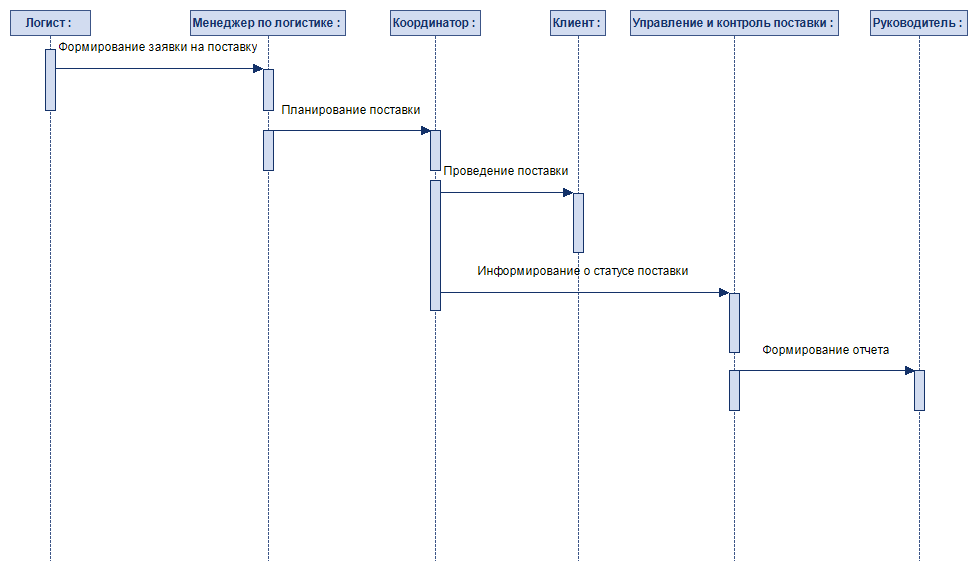 Логист :
Менеджер по логистике :
Координатор :
Клиент :
Управление и контроль поставки :
Руководитель :
Формирование заявки на поставку
Планирование поставки
Проведение поставки
Информирование о статусе поставки
Формирование отчета